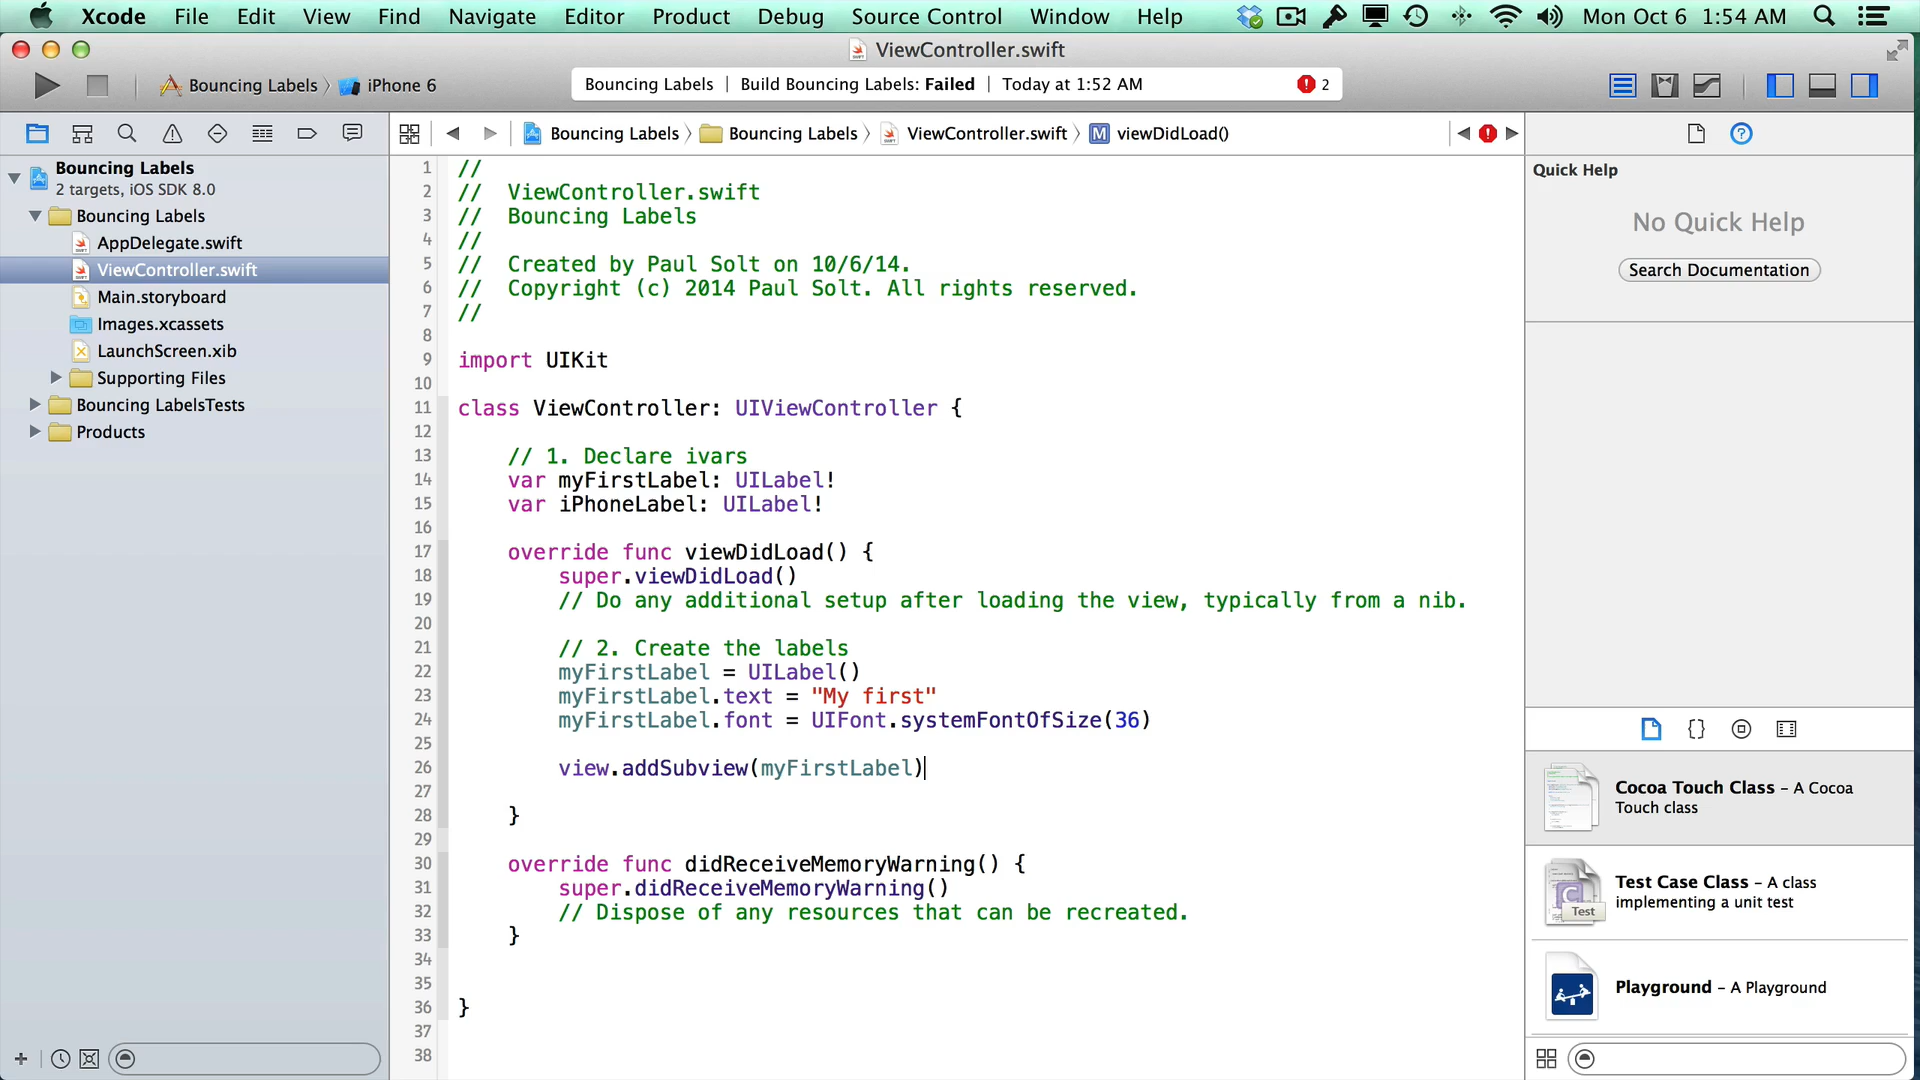 Xcode File Edit View Find Navigate Editor Product Debug Source Control Window Help Mon Oct 6 1:54 AM
ViewController.swift
Bouncing Labels iPhone 6 Bouncing Labels Build Bouncing Labels: Failed Today at 1:52 AM 2
Bouncing Labels Bouncing Labels ViewController.swift M viewDidLoad()
Bouncing Labels
2 targets, iOS SDK 8.0
Bouncing Labels
AppDelegate.swift
ViewController.swift
Main.storyboard
Images.xcassets
LaunchScreen.xib
Supporting Files
Bouncing LabelsTests
Products
1 //
2 // ViewController.swift
3 // Bouncing Labels
4 //
5 // Created by Paul Solt on 10/6/14.
6 // Copyright (c) 2014 Paul Solt. All rights reserved.
7 //
8
9 import UIKit
10
11 class ViewController: UIViewController {
12
13 // 1. Declare ivars
14 var myFirstLabel: UILabel!
15 var iPhoneLabel: UILabel!
16
17 override func viewDidLoad() {
18 super.viewDidLoad()
19 // Do any additional setup after loading the view, typically from a nib.
20
21 // 2. Create the labels
22 myFirstLabel = UILabel()
23 myFirstLabel.text = "My first"
24 myFirstLabel.font = UIFont.systemFontOfSize(36)
25
26 view.addSubview(myFirstLabel)
27
28 }
29
30 override func didReceiveMemoryWarning() {
31 super.didReceiveMemoryWarning()
32 // Dispose of any resources that can be recreated.
33 }
34
35
36 }
37
38
Quick Help
No Quick Help
Search Documentation
Cocoa Touch Class – A Cocoa
Touch class
Test Case Class – A class
implementing a unit test
Test
Playground – A Playground